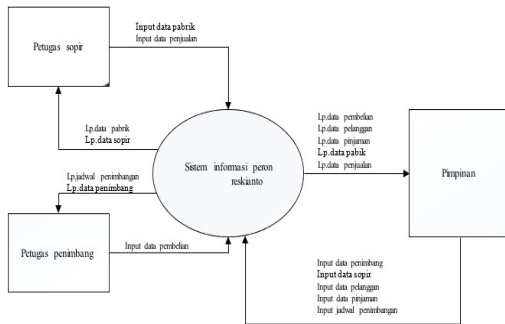 Petugas sopir
Input data pabrik
Input data penjualan
Lp.data pabrik
Lp.data sopir
Sistem informasi peron
reskianto
Lp.data pembelian
Lp.data pelanggan
Lp.data pinjaman
Lp.data pabik
Lp.data penjualan
Pimpinan
Lp,jadwal penimbangan
Lp.data penimbang
Petugas penimbang
Input data pembelian
Input data penimbang
Input data sopir
Input data pelanggan
Input data pinjaman
Input jadwal penimbangan